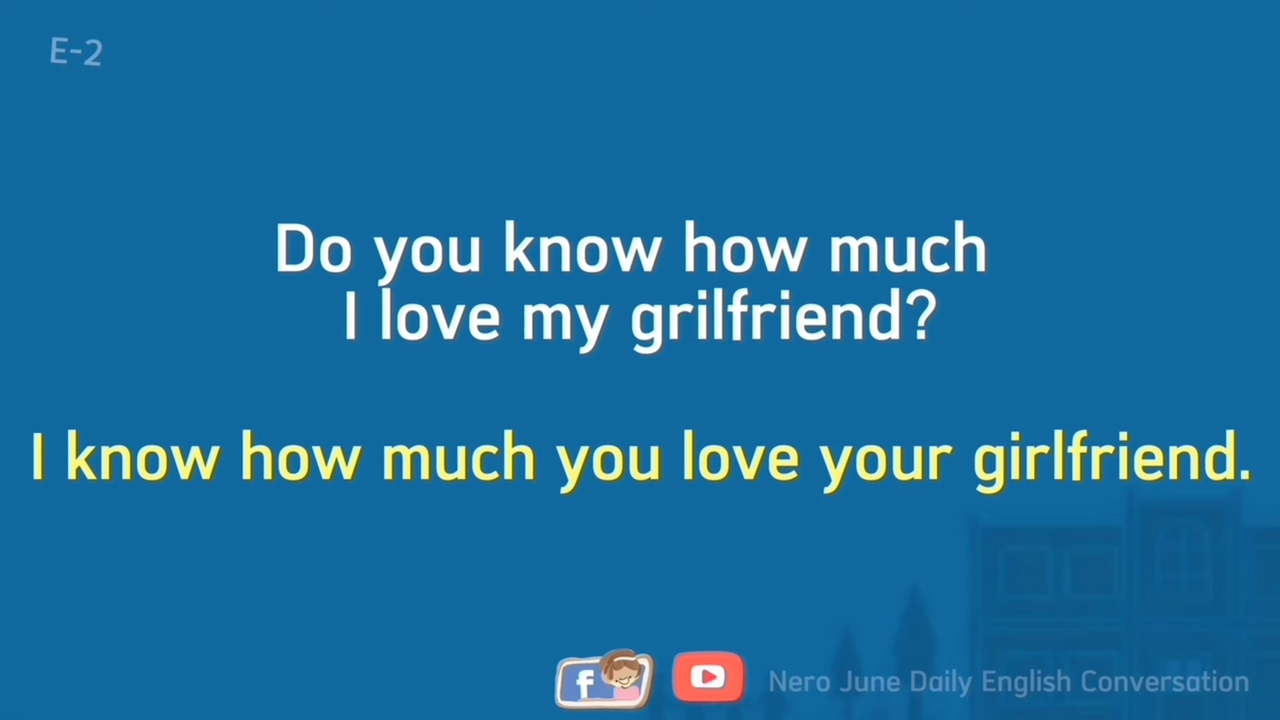 E-2
Do you know how much
I love my grilfriend?
I know how much you love your girlfriend.
f
Nero June Daily English Conversation